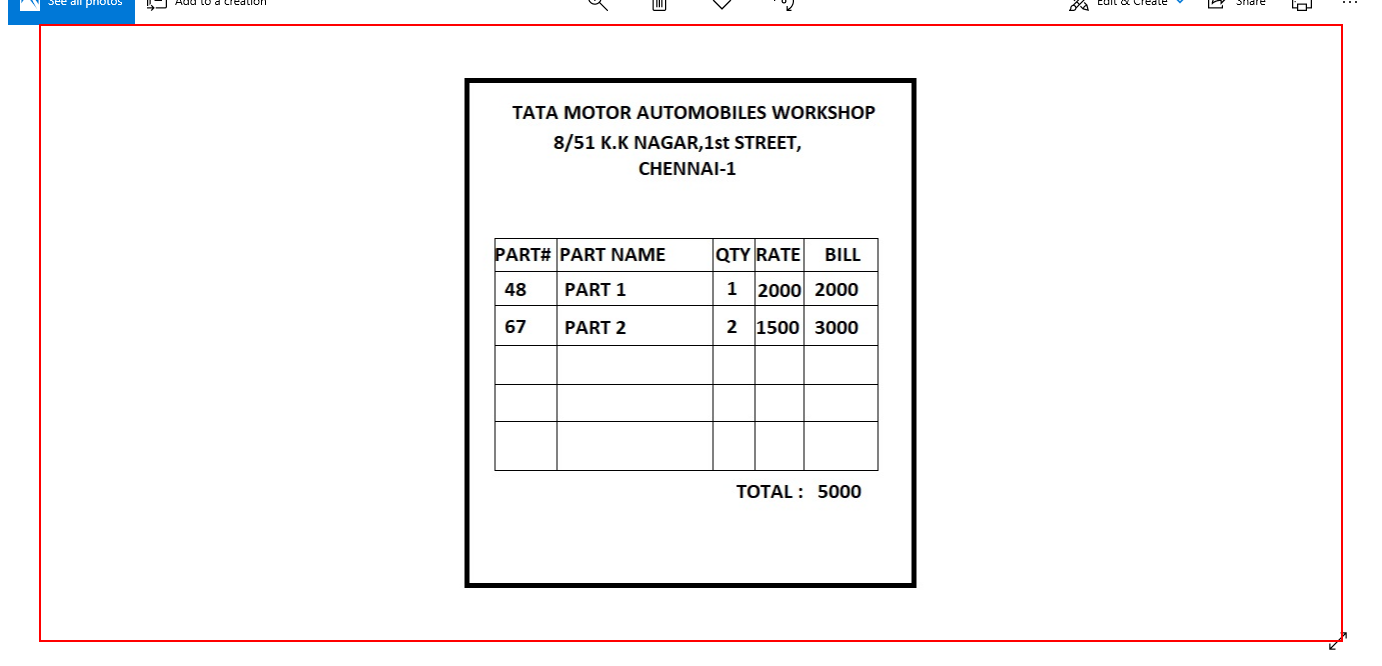 See all photos Add to a creation Edit & Create Share
TATA MOTOR AUTOMOBILES WORKSHOP
8/51 K.K NAGAR,1st STREET,
CHENNAI-1
PART# PART NAME QTY RATE BILL
48 PART 1 1 2000 2000
67 PART 2 2 1500 3000
TOTAL : 5000